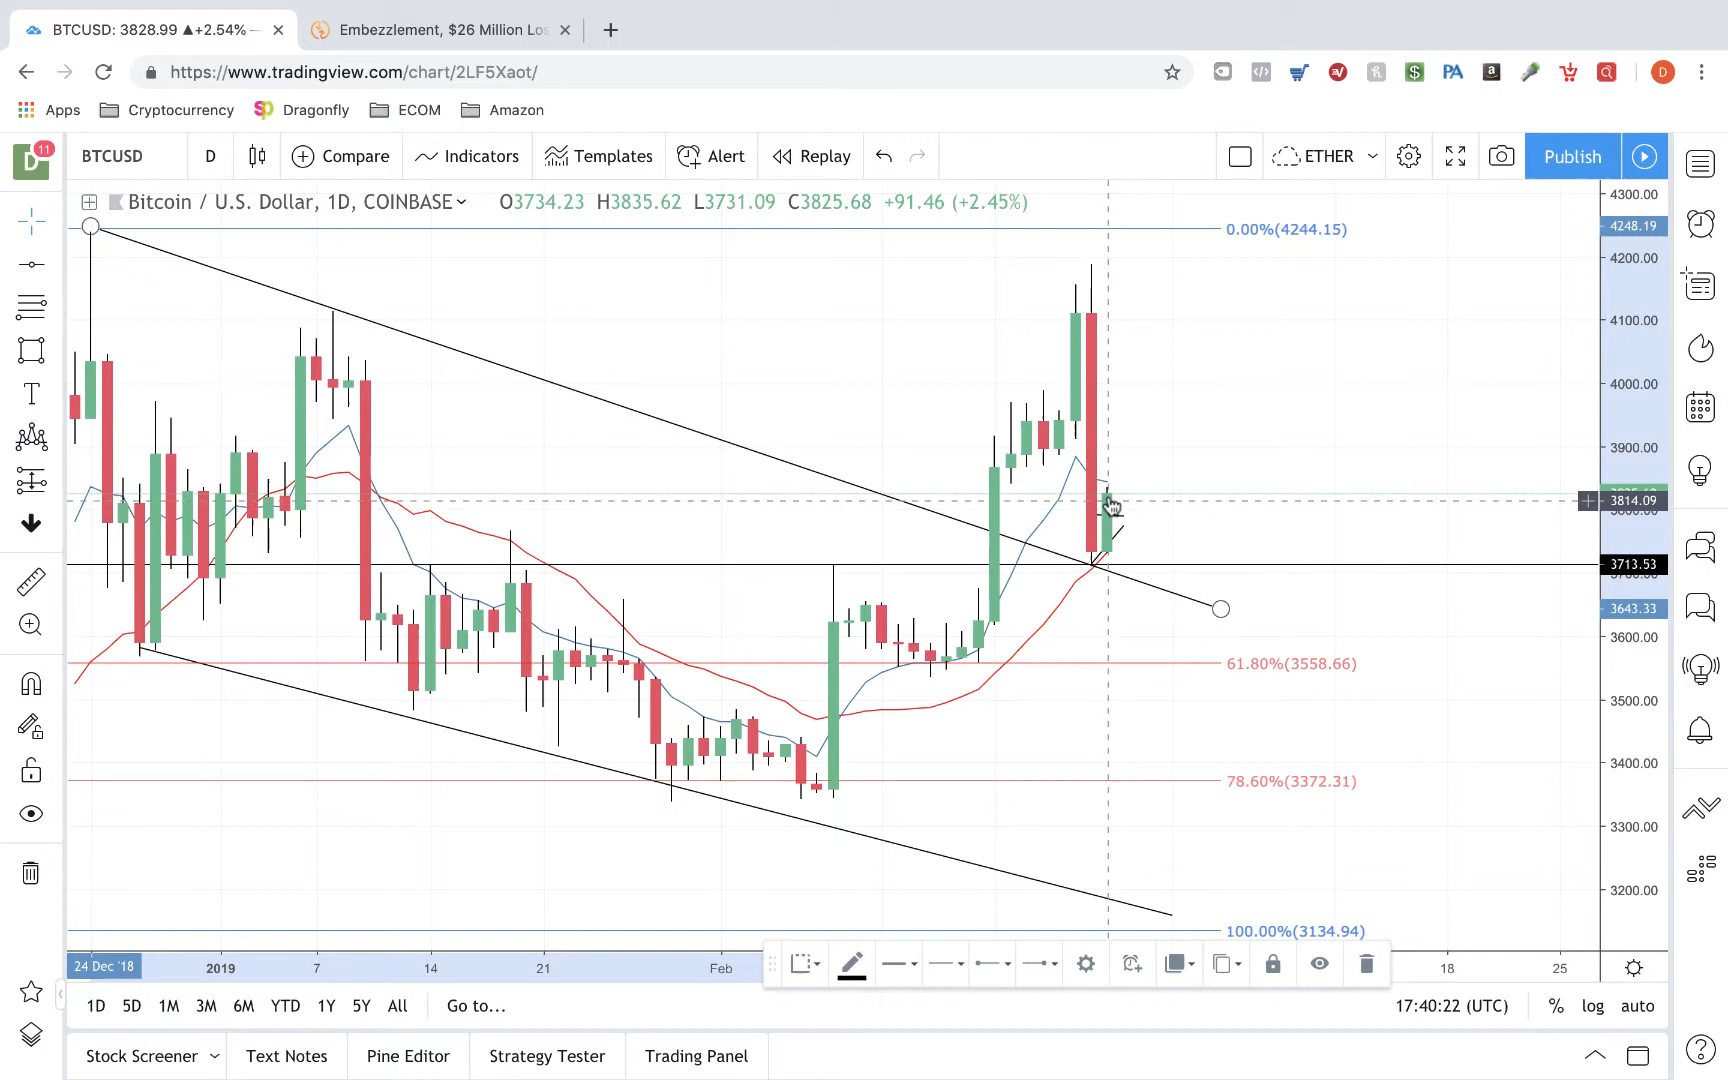 BTCUSD: 3828.99 ▲+2.54% —
Embezzlement, $26 Million Los
https://www.tradingview.com/chart/2LF5Xaot/
D
Apps
Cryptocurrency
Dragonfly
ECOM
Amazon
D
11
BTCUSD
D
Compare
Indicators
Templates
Alert
Replay
ETHER
Publish
Bitcoin / U.S. Dollar, 1D, COINBASE
O3734.23 H3835.62 L3731.09 C3825.68 +91.46 (+2.45%)
0.00%(4244.15)
61.80%(3558.66)
78.60%(3372.31)
100.00%(3134.94)
4300.00
4248.19
4200.00
4100.00
4000.00
3900.00
3814.09
3713.53
3643.33
3600.00
3500.00
3400.00
3300.00
3200.00
24 Dec '18
2019
7
14
21
Feb
18
25
1D 5D 1M 3M 6M YTD 1Y 5Y All
Go to...
17:40:22 (UTC)
% log auto
Stock Screener
Text Notes
Pine Editor
Strategy Tester
Trading Panel